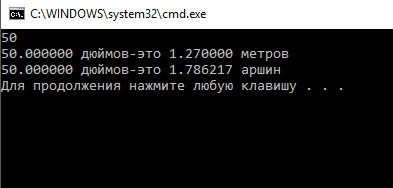 C:\WINDOWS\system32\cmd.exe
50
50.000000 дюймов-это 1.270000 метров
50.000000 дюймов-это 1.786217 аршин
Для продолжения нажмите любую клавишу . . .